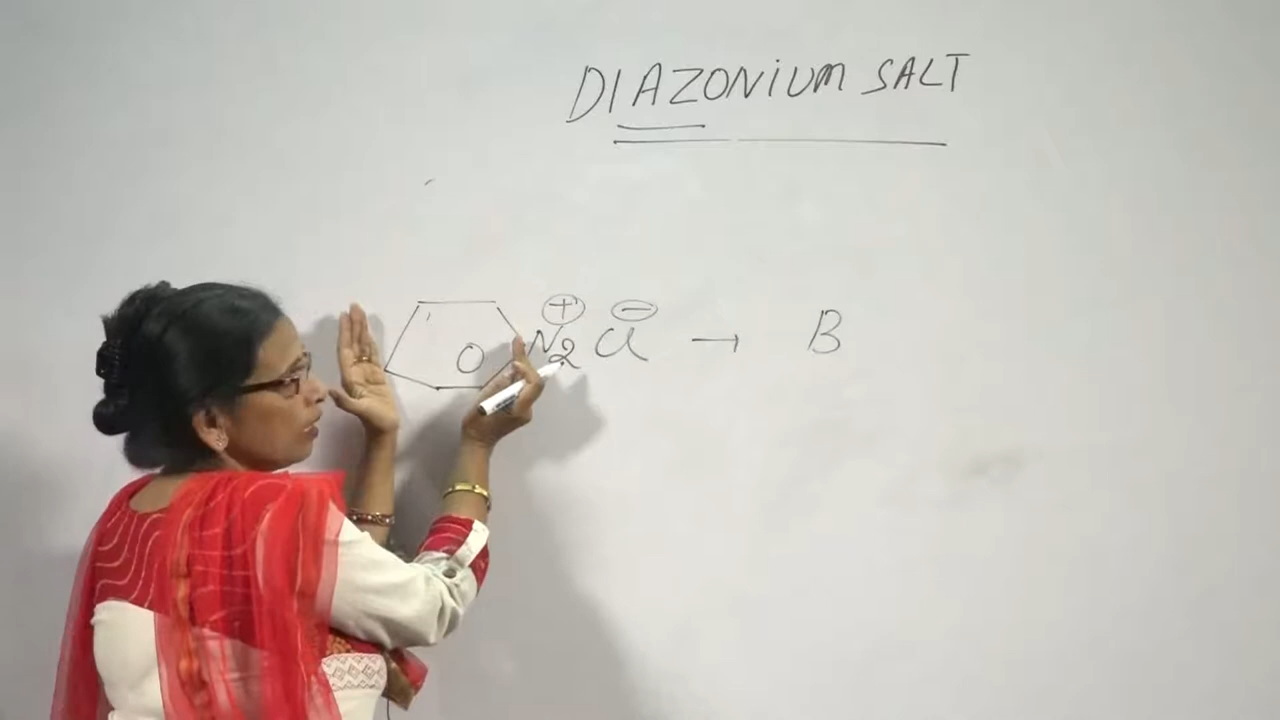 DIAZONIUM SALT
N₂⁺ Cl⁻ → B